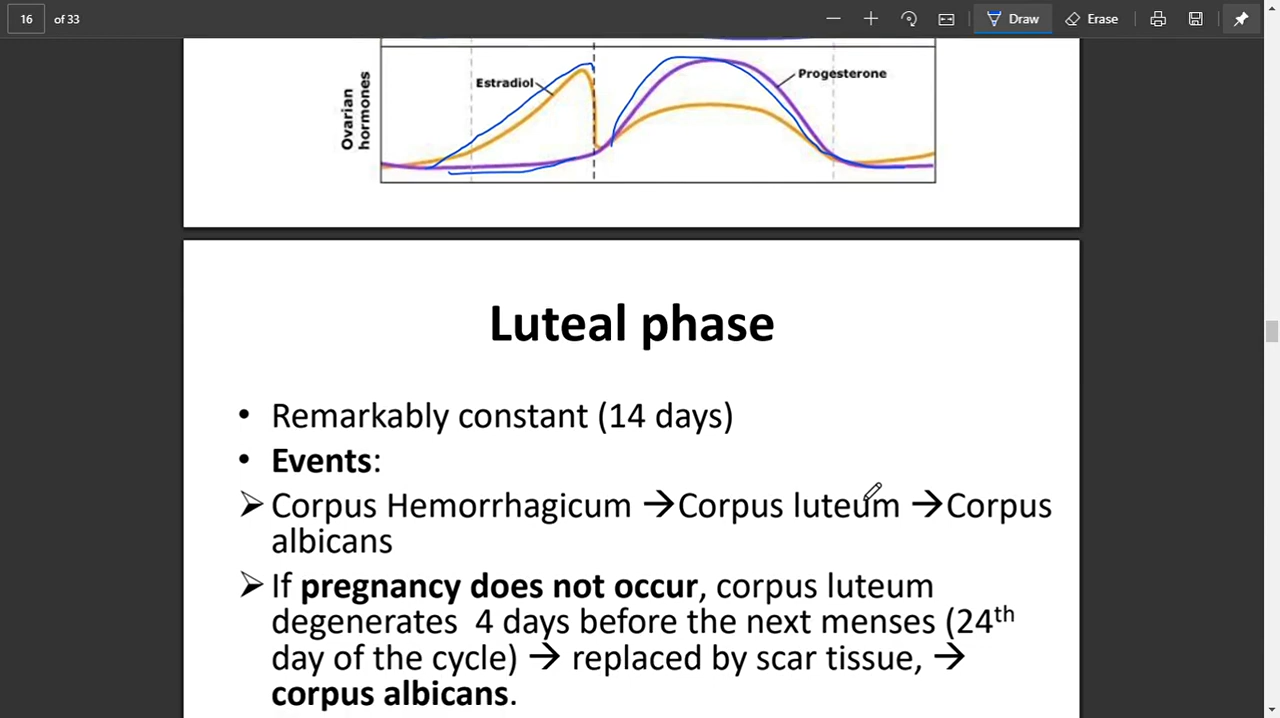 16 of 33
Draw
Erase
Estradiol
Progesterone
Ovarian
hormones
Luteal phase
• Remarkably constant (14 days)
• Events:
➢ Corpus Hemorrhagicum →Corpus luteum →Corpus
albicans
➢ If pregnancy does not occur, corpus luteum
degenerates 4 days before the next menses (24th
day of the cycle) → replaced by scar tissue, →
corpus albicans.